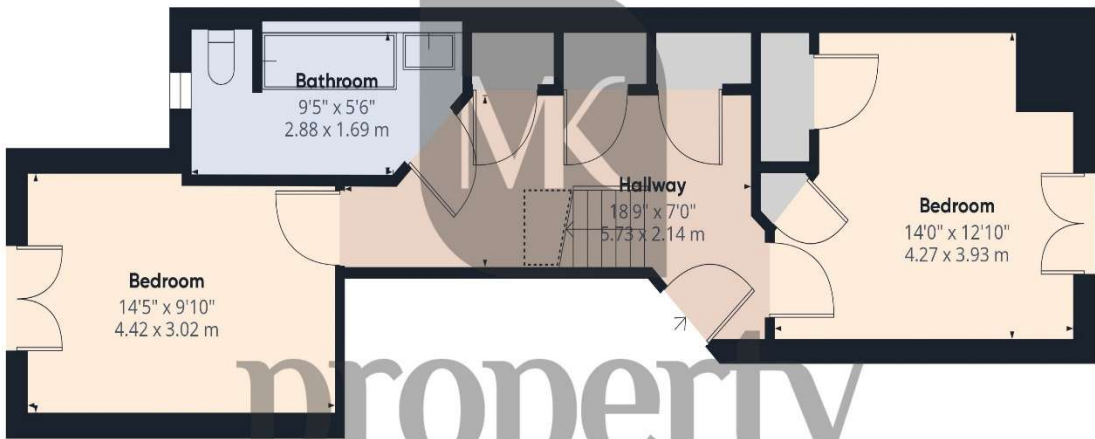 Bathroom
9'5" x 5'6"
2.88 x 1.69 m
MK
Hallway
18'9" x 7'0"
5.73 x 2.14 m
Bedroom
14'0" x 12'10"
4.27 x 3.93 m
Bedroom
14'5" x 9'10"
4.42 x 3.02 m
property